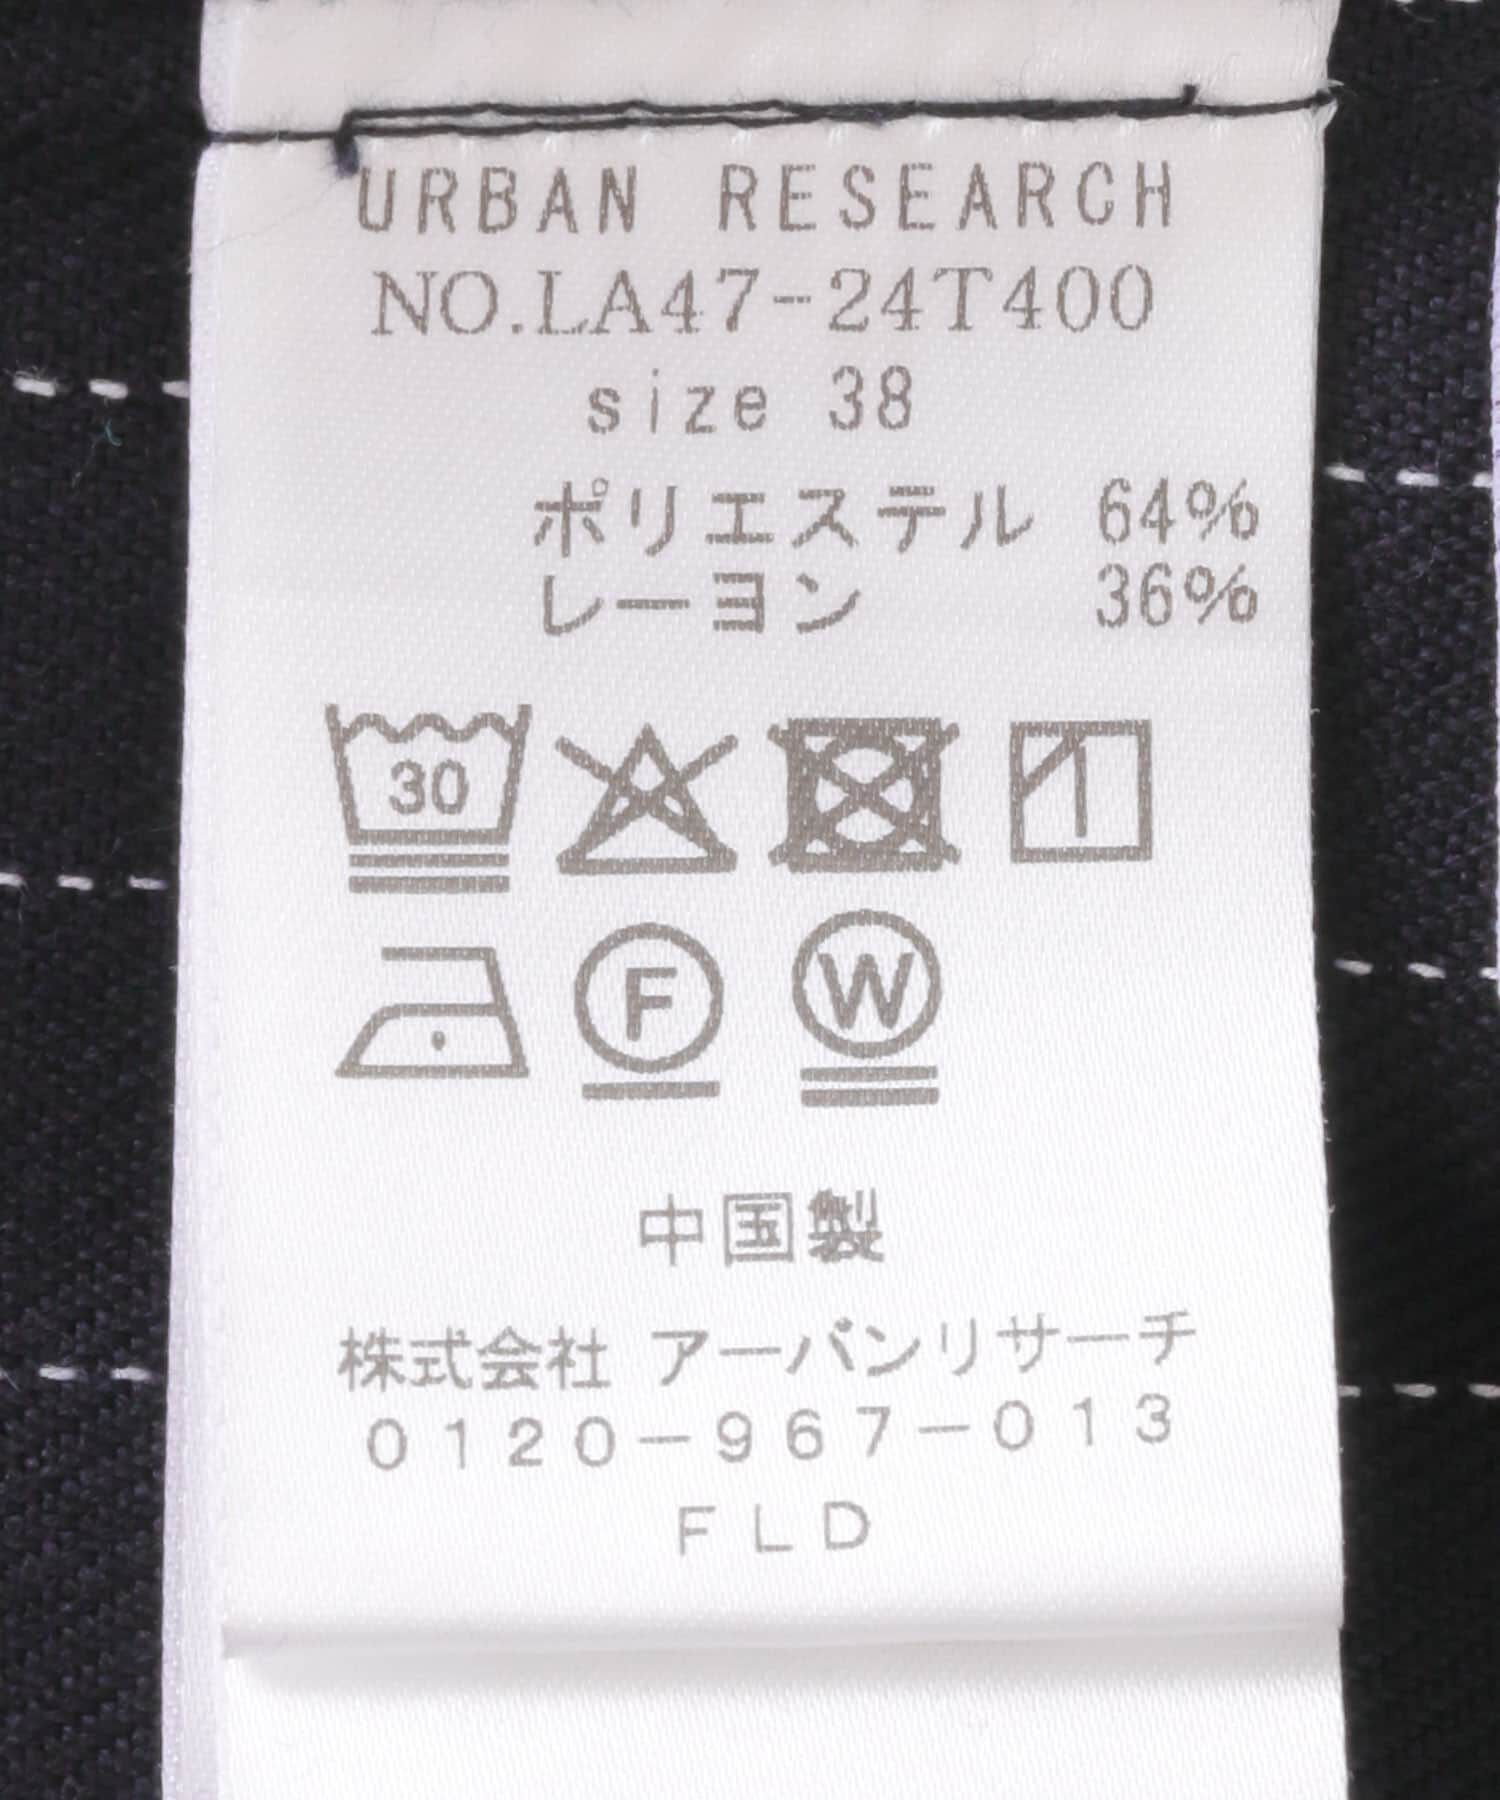 URBAN RESEARCH
NO.LA47-24T400
size 38
ポリエステル 64%
レーヨン 36%
30
F W
中国製
株式会社 アーバンリサーチ
0120-967-013
FLD